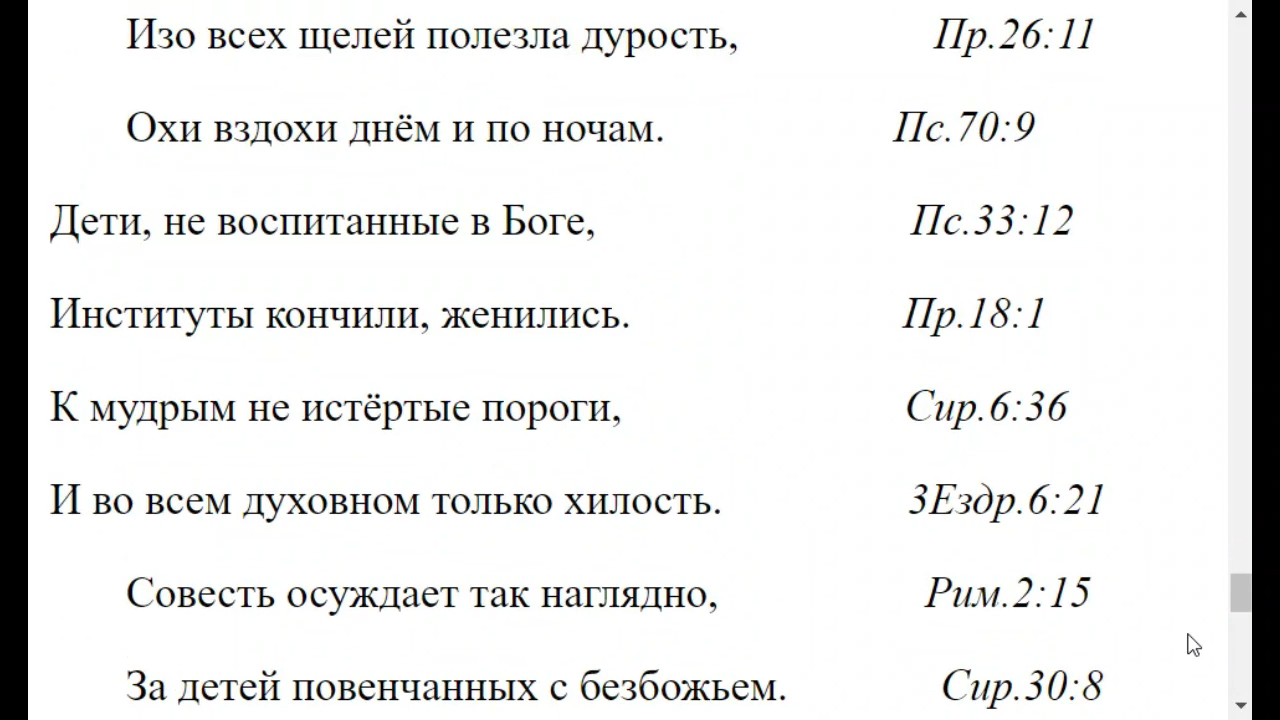 Изо всех щелей полезла дурость, Пр.26:11
Охи вздохи днём и по ночам. Пс.70:9
Дети, не воспитанные в Боге, Пс.33:12
Институты кончили, женились. Пр.18:1
К мудрым не истёртые пороги, Сир.6:36
И во всем духовном только хилость. 3Ездр.6:21
Совесть осуждает так наглядно, Рим.2:15
За детей повенчанных с безбожьем. Сир.30:8